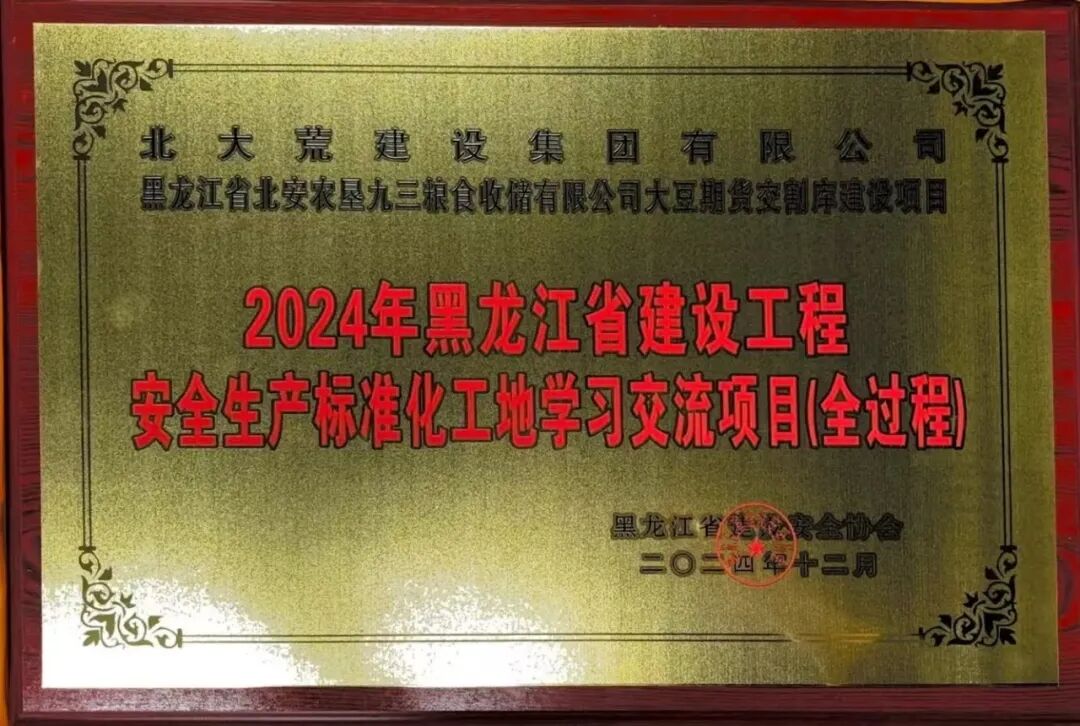 北大荒建设集团有限公司
黑龙江省北安农垦九三粮食收储有限公司大豆期货交割库建设项目
2024年黑龙江省建设工程
安全生产标准化工地学习交流项目(全过程)
黑龙江省建设安全协会
二〇二四年十二月